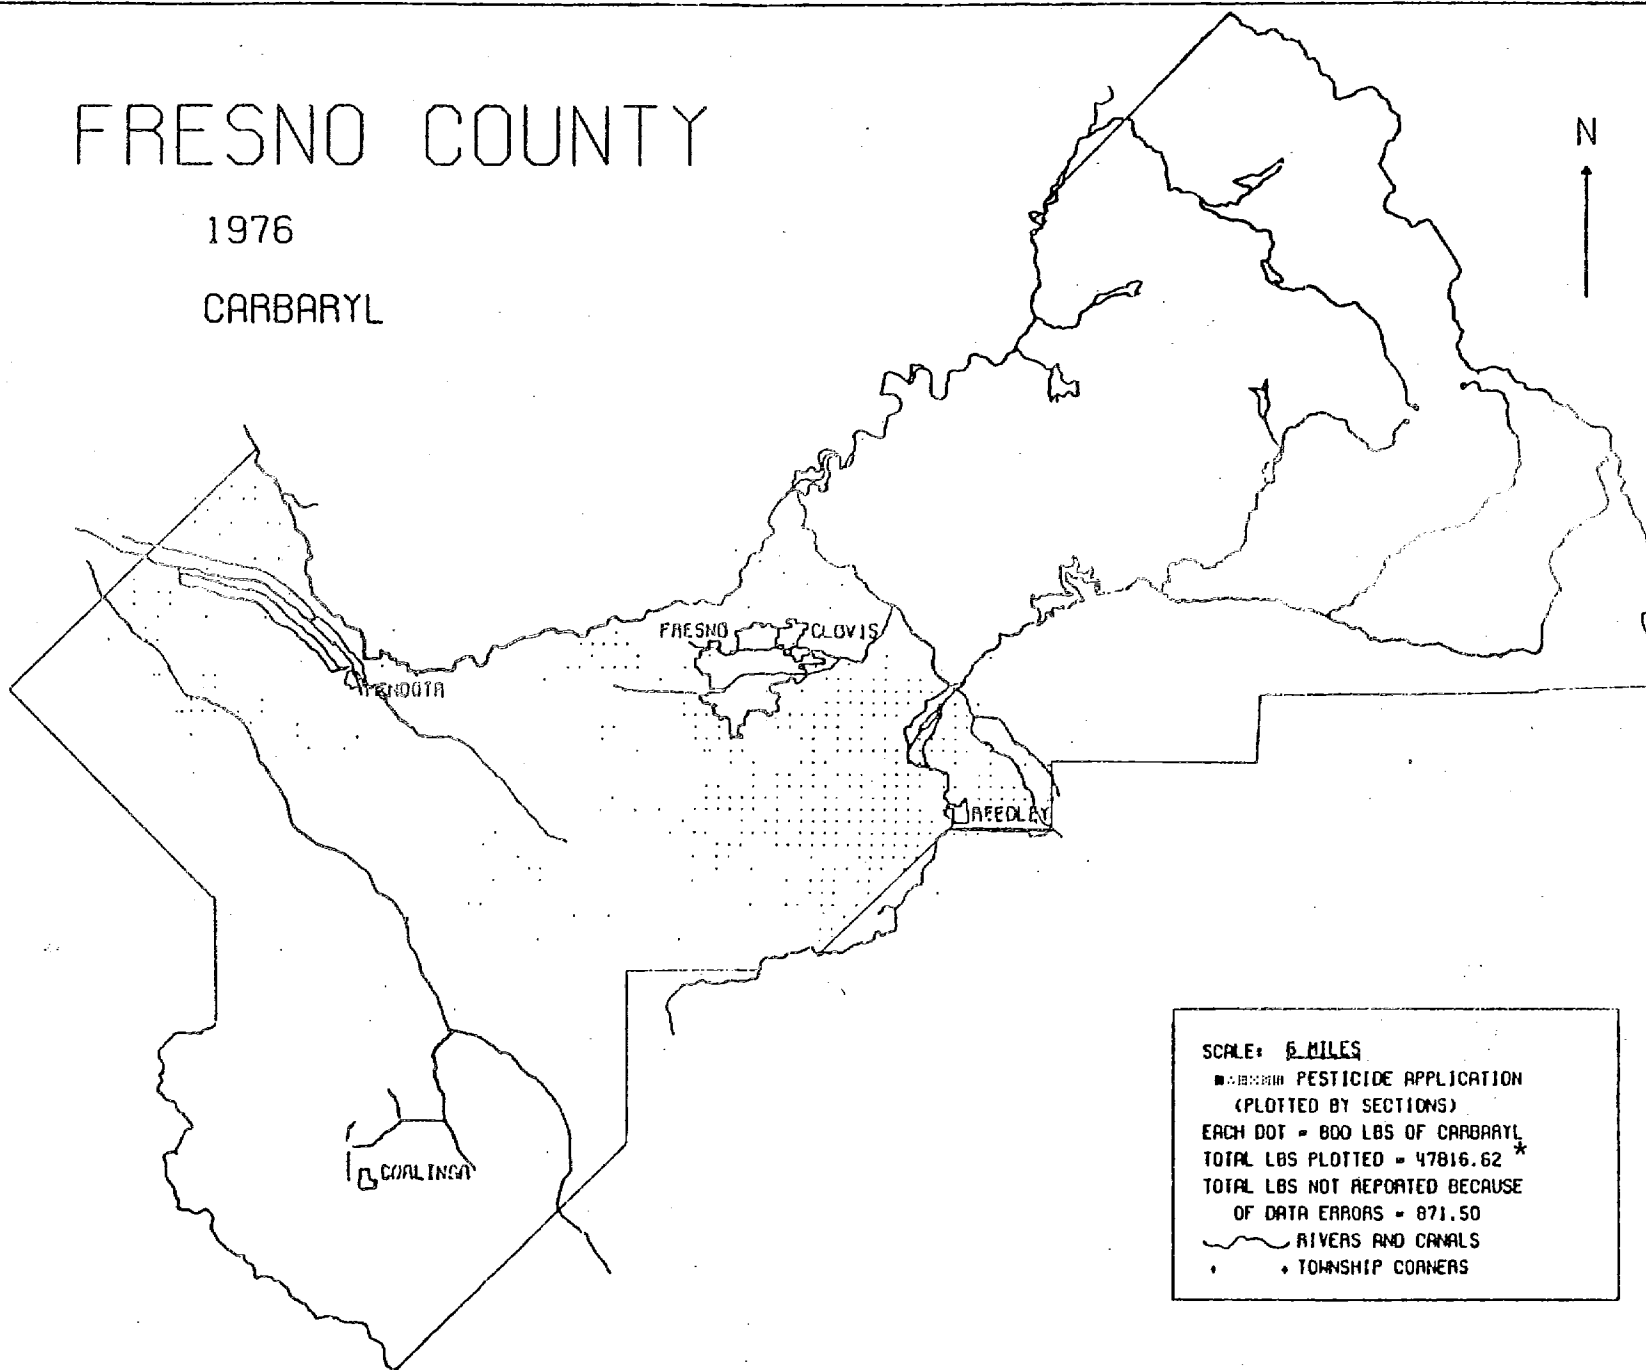 FRESNO COUNTY
1976
CARBARYL
N
FRESNO
CLOVIS
MENDOTA
REEDLEY
COALINGA
SCALE: 6 MILES
PESTICIDE APPLICATION
(PLOTTED BY SECTIONS)
EACH DOT = 800 LBS OF CARBARYL
TOTAL LBS PLOTTED = 47816.62 *
TOTAL LBS NOT REPORTED BECAUSE
OF DATA ERRORS = 871.50
RIVERS AND CANALS
TOWNSHIP CORNERS